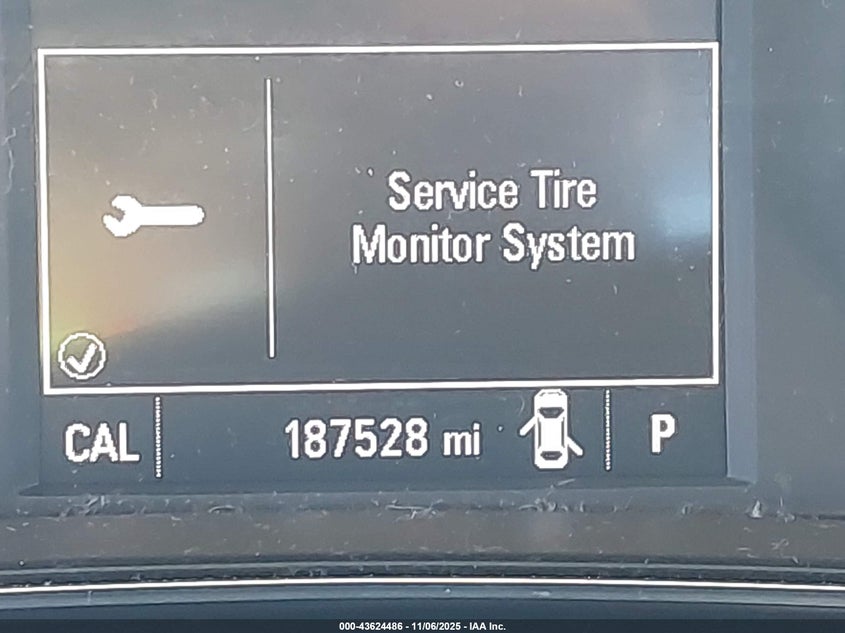 Service Tire
Monitor System
CAL 187528 mi P
000-43624486 - 11/06/2025 - IAA Inc.